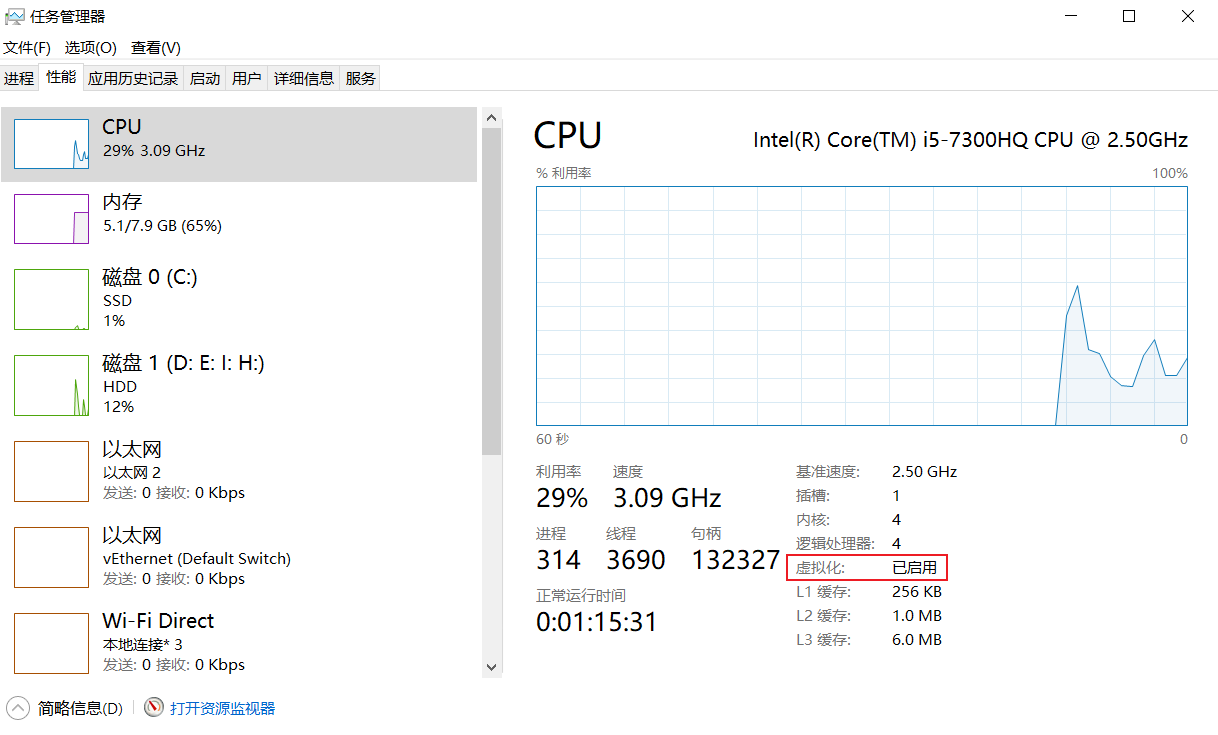 任务管理器
文件(F) 选项(O) 查看(V)
进程 性能 应用历史记录 启动 用户 详细信息 服务
CPU
29% 3.09 GHz
内存
5.1/7.9 GB (65%)
磁盘 0 (C:)
SSD
1%
磁盘 1 (D: E: I: H:)
HDD
12%
以太网
以太网 2
发送: 0 接收: 0 Kbps
以太网
vEthernet (Default Switch)
发送: 0 接收: 0 Kbps
Wi-Fi Direct
本地连接* 3
发送: 0 接收: 0 Kbps
CPU Intel(R) Core(TM) i5-7300HQ CPU @ 2.50GHz
% 利用率 100%
60 秒 0
利用率 速度
29% 3.09 GHz
进程 线程 句柄
314 3690 132327
正常运行时间
0:01:15:31
基准速度: 2.50 GHz
插槽: 1
内核: 4
逻辑处理器: 4
虚拟化: 已启用
L1 缓存: 256 KB
L2 缓存: 1.0 MB
L3 缓存: 6.0 MB
简略信息(D) 打开资源监视器